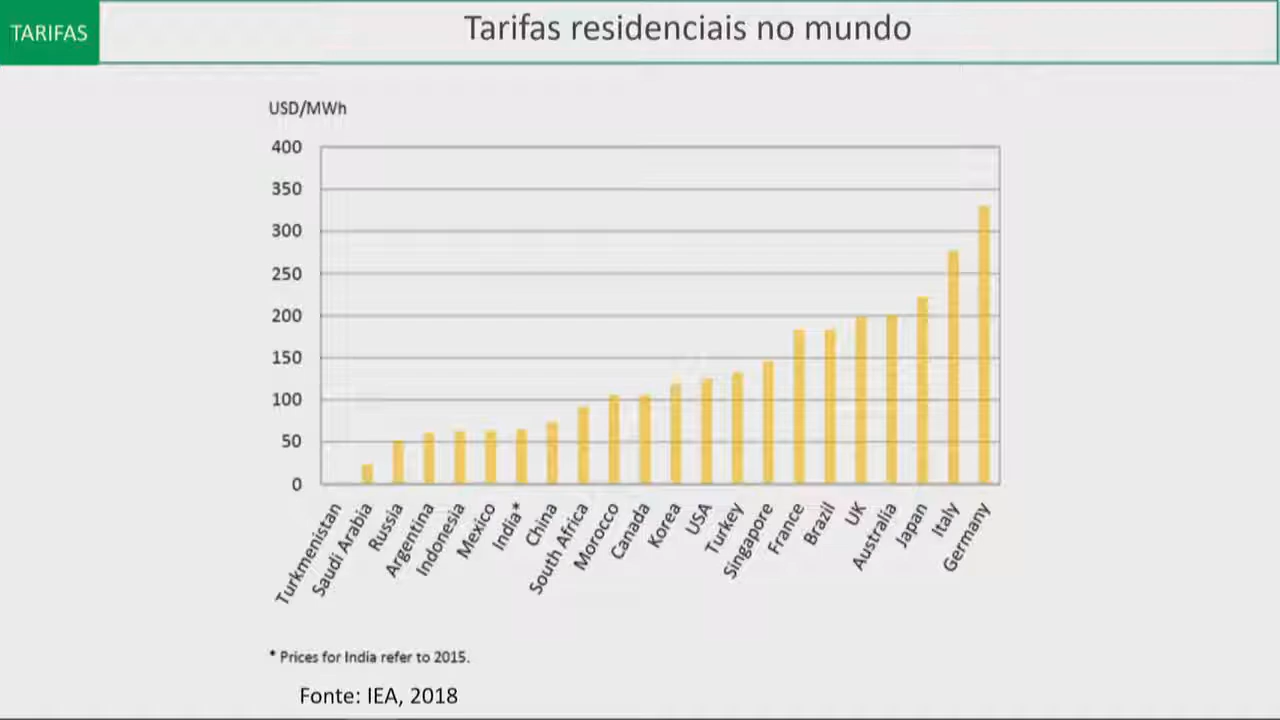 TARIFAS
Tarifas residenciais no mundo
USD/MWh
400
350
300
250
200
150
100
50
0
Turkmenistan
Saudi Arabia
Russia
Argentina
Indonesia
Mexico
India*
China
South Africa
Morocco
Canada
Korea
USA
Turkey
Singapore
France
Brazil
UK
Australia
Japan
Italy
Germany
* Prices for India refer to 2015.
Fonte: IEA, 2018